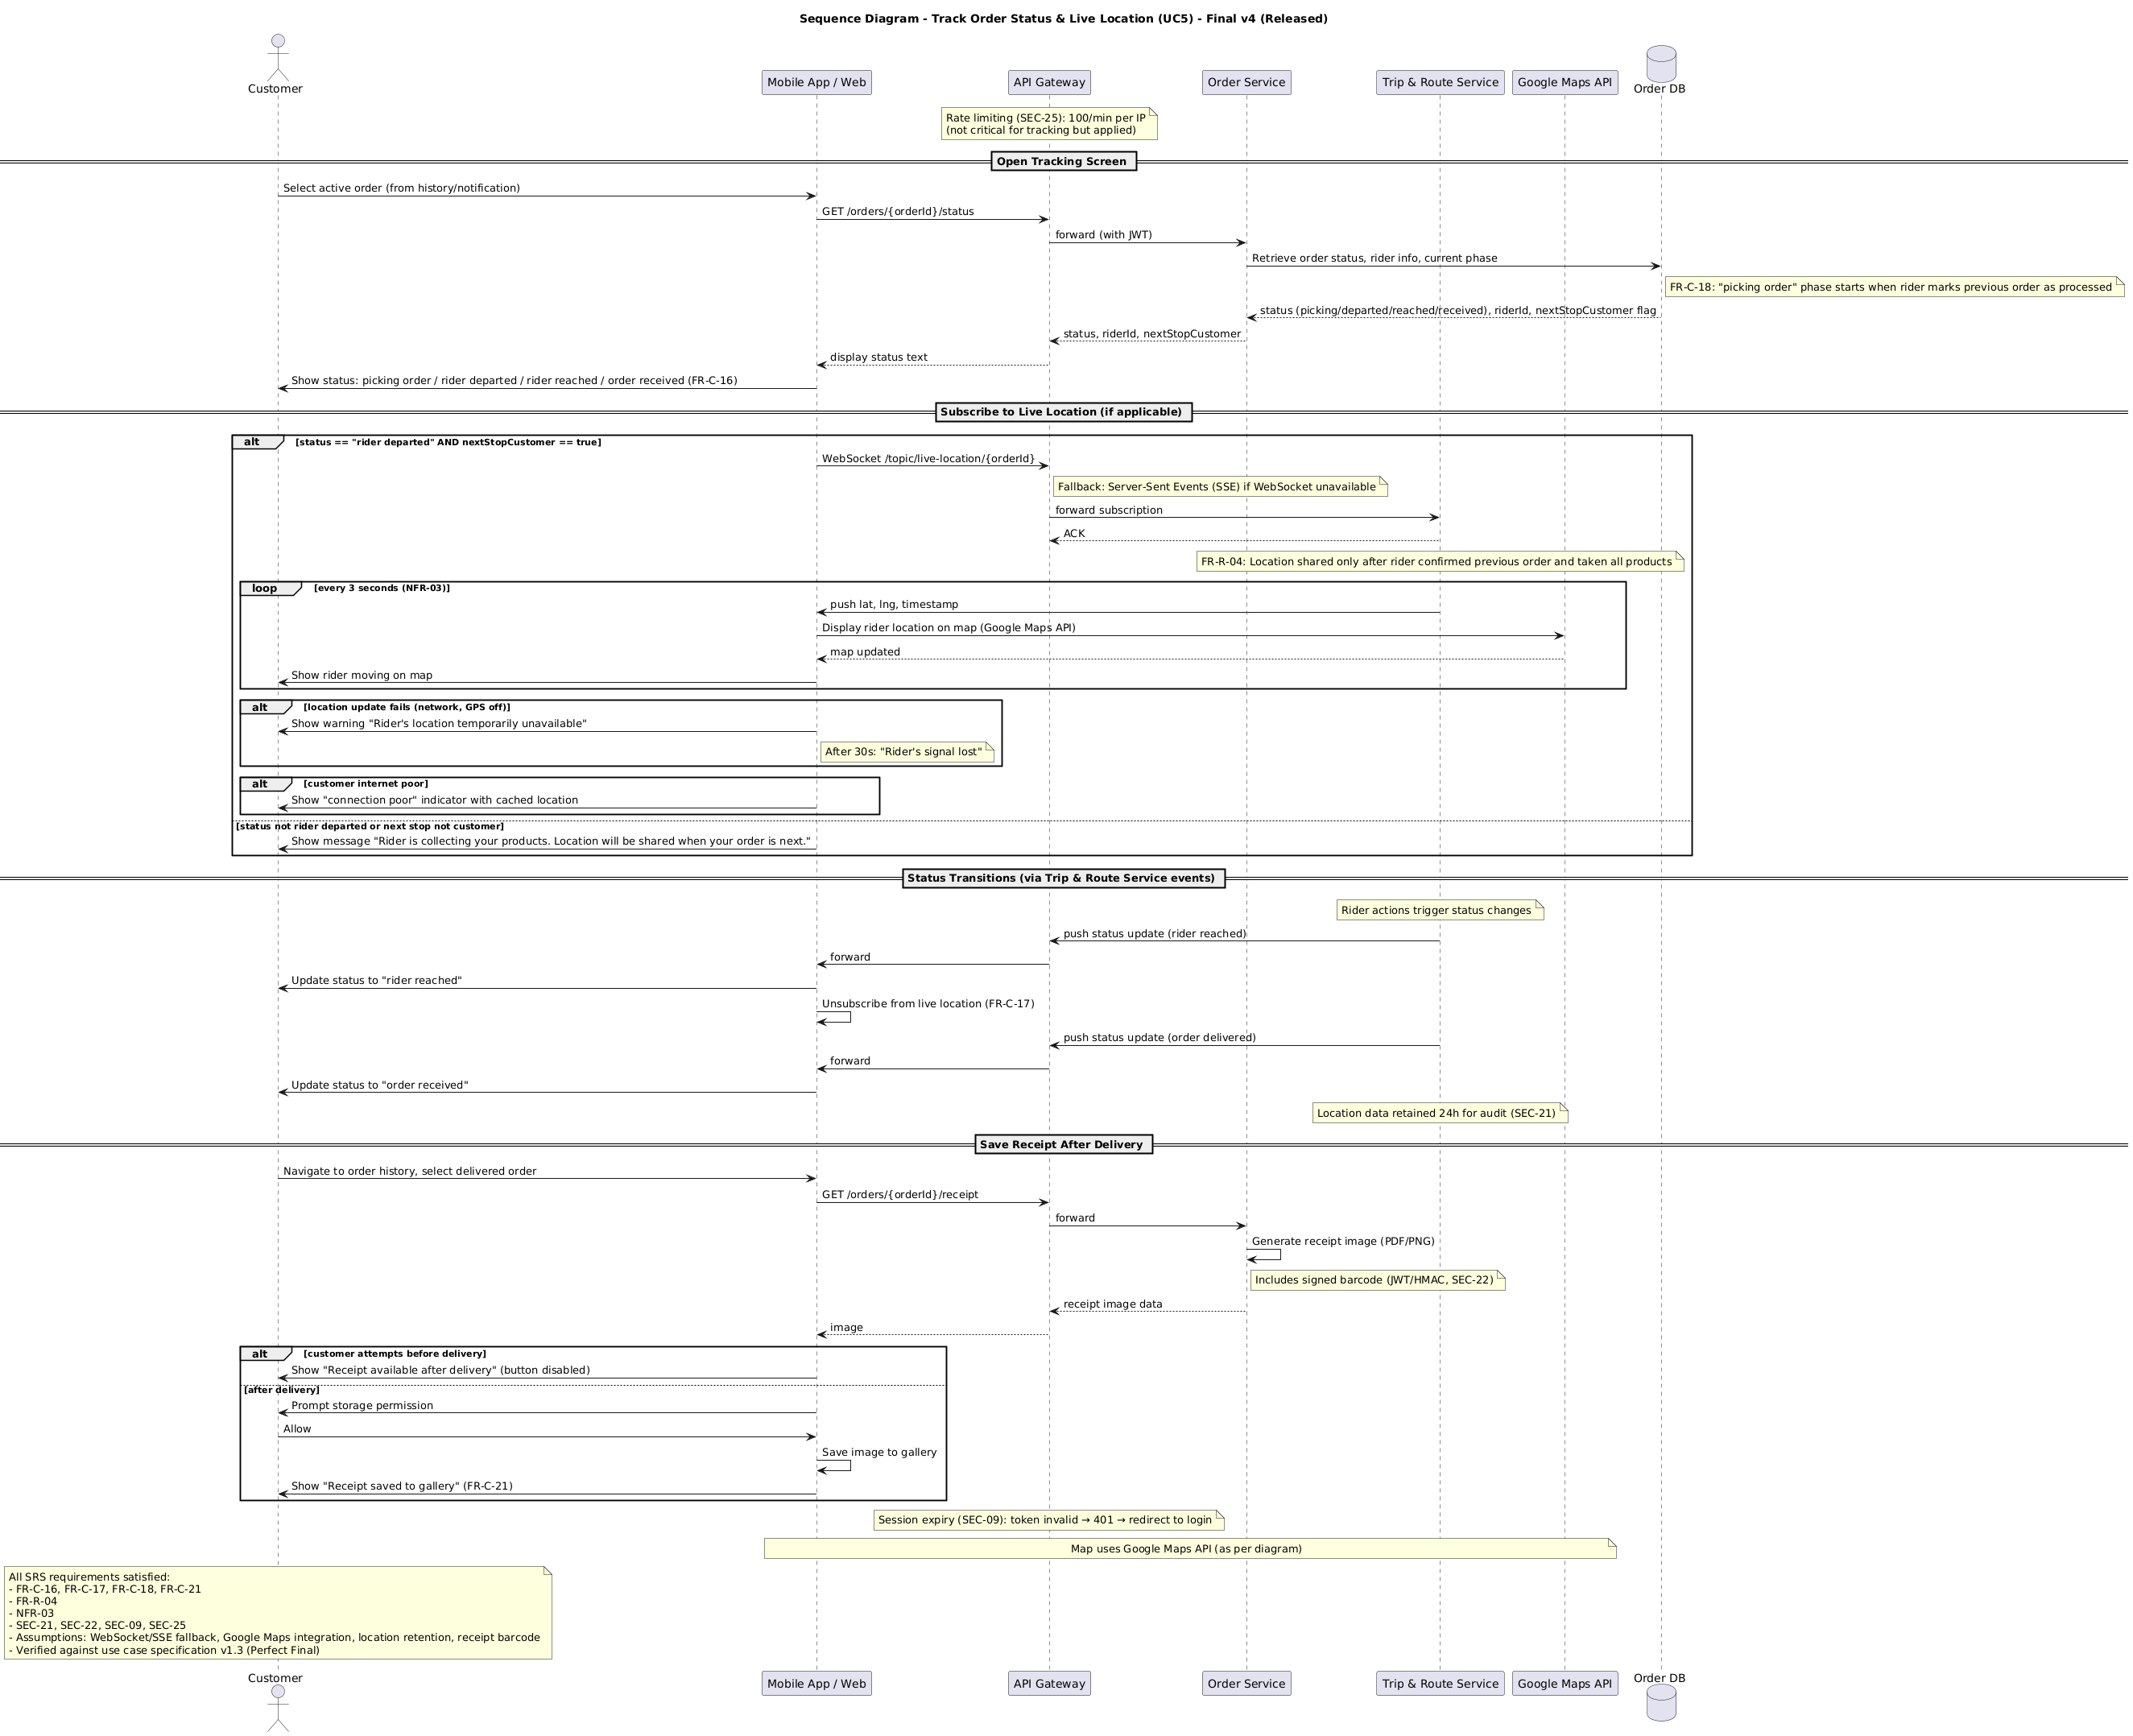 Sequence Diagram - Track Order Status & Live Location (UC5) - Final v4 (Released)
Customer
Mobile App / Web
API Gateway
Order Service
Trip & Route Service
Google Maps API
Order DB
Rate limiting (SEC-25): 100/min per IP
(not critical for tracking but applied)
Open Tracking Screen
Select active order (from history/notification)
GET /orders/{orderId}/status
forward (with JWT)
Retrieve order status, rider info, current phase
FR-C-18: "picking order" phase starts when rider marks previous order as processed
status (picking/departed/reached/received), riderId, nextStopCustomer flag
status, riderId, nextStopCustomer
display status text
Show status: picking order / rider departed / rider reached / order received (FR-C-16)
Subscribe to Live Location (if applicable)
alt
[status == "rider departed" AND nextStopCustomer == true]
WebSocket /topic/live-location/{orderId}
Fallback: Server-Sent Events (SSE) if WebSocket unavailable
forward subscription
ACK
FR-R-04: Location shared only after rider confirmed previous order and taken all products
loop
[every 3 seconds (NFR-03)]
push lat, lng, timestamp
Display rider location on map (Google Maps API)
map updated
Show rider moving on map
alt
[location update fails (network, GPS off)]
Show warning "Rider's location temporarily unavailable"
After 30s: "Rider's signal lost"
alt
[customer internet poor]
Show "connection poor" indicator with cached location
[status not rider departed or next stop not customer]
Show message "Rider is collecting your products. Location will be shared when your order is next."
Status Transitions (via Trip & Route Service events)
Rider actions trigger status changes
push status update (rider reached)
forward
Update status to "rider reached"
Unsubscribe from live location (FR-C-17)
push status update (order delivered)
forward
Update status to "order received"
Location data retained 24h for audit (SEC-21)
Save Receipt After Delivery
Navigate to order history, select delivered order
GET /orders/{orderId}/receipt
forward
Generate receipt image (PDF/PNG)
Includes signed barcode (JWT/HMAC, SEC-22)
receipt image data
image
alt
[customer attempts before delivery]
Show "Receipt available after delivery" (button disabled)
[after delivery]
Prompt storage permission
Allow
Save image to gallery
Show "Receipt saved to gallery" (FR-C-21)
Session expiry (SEC-09): token invalid → 401 → redirect to login
Map uses Google Maps API (as per diagram)
All SRS requirements satisfied:
- FR-C-16, FR-C-17, FR-C-18, FR-C-21
- FR-R-04
- NFR-03
- SEC-21, SEC-22, SEC-09, SEC-25
- Assumptions: WebSocket/SSE fallback, Google Maps integration, location retention, receipt barcode
- Verified against use case specification v1.3 (Perfect Final)
Customer
Mobile App / Web
API Gateway
Order Service
Trip & Route Service
Google Maps API
Order DB